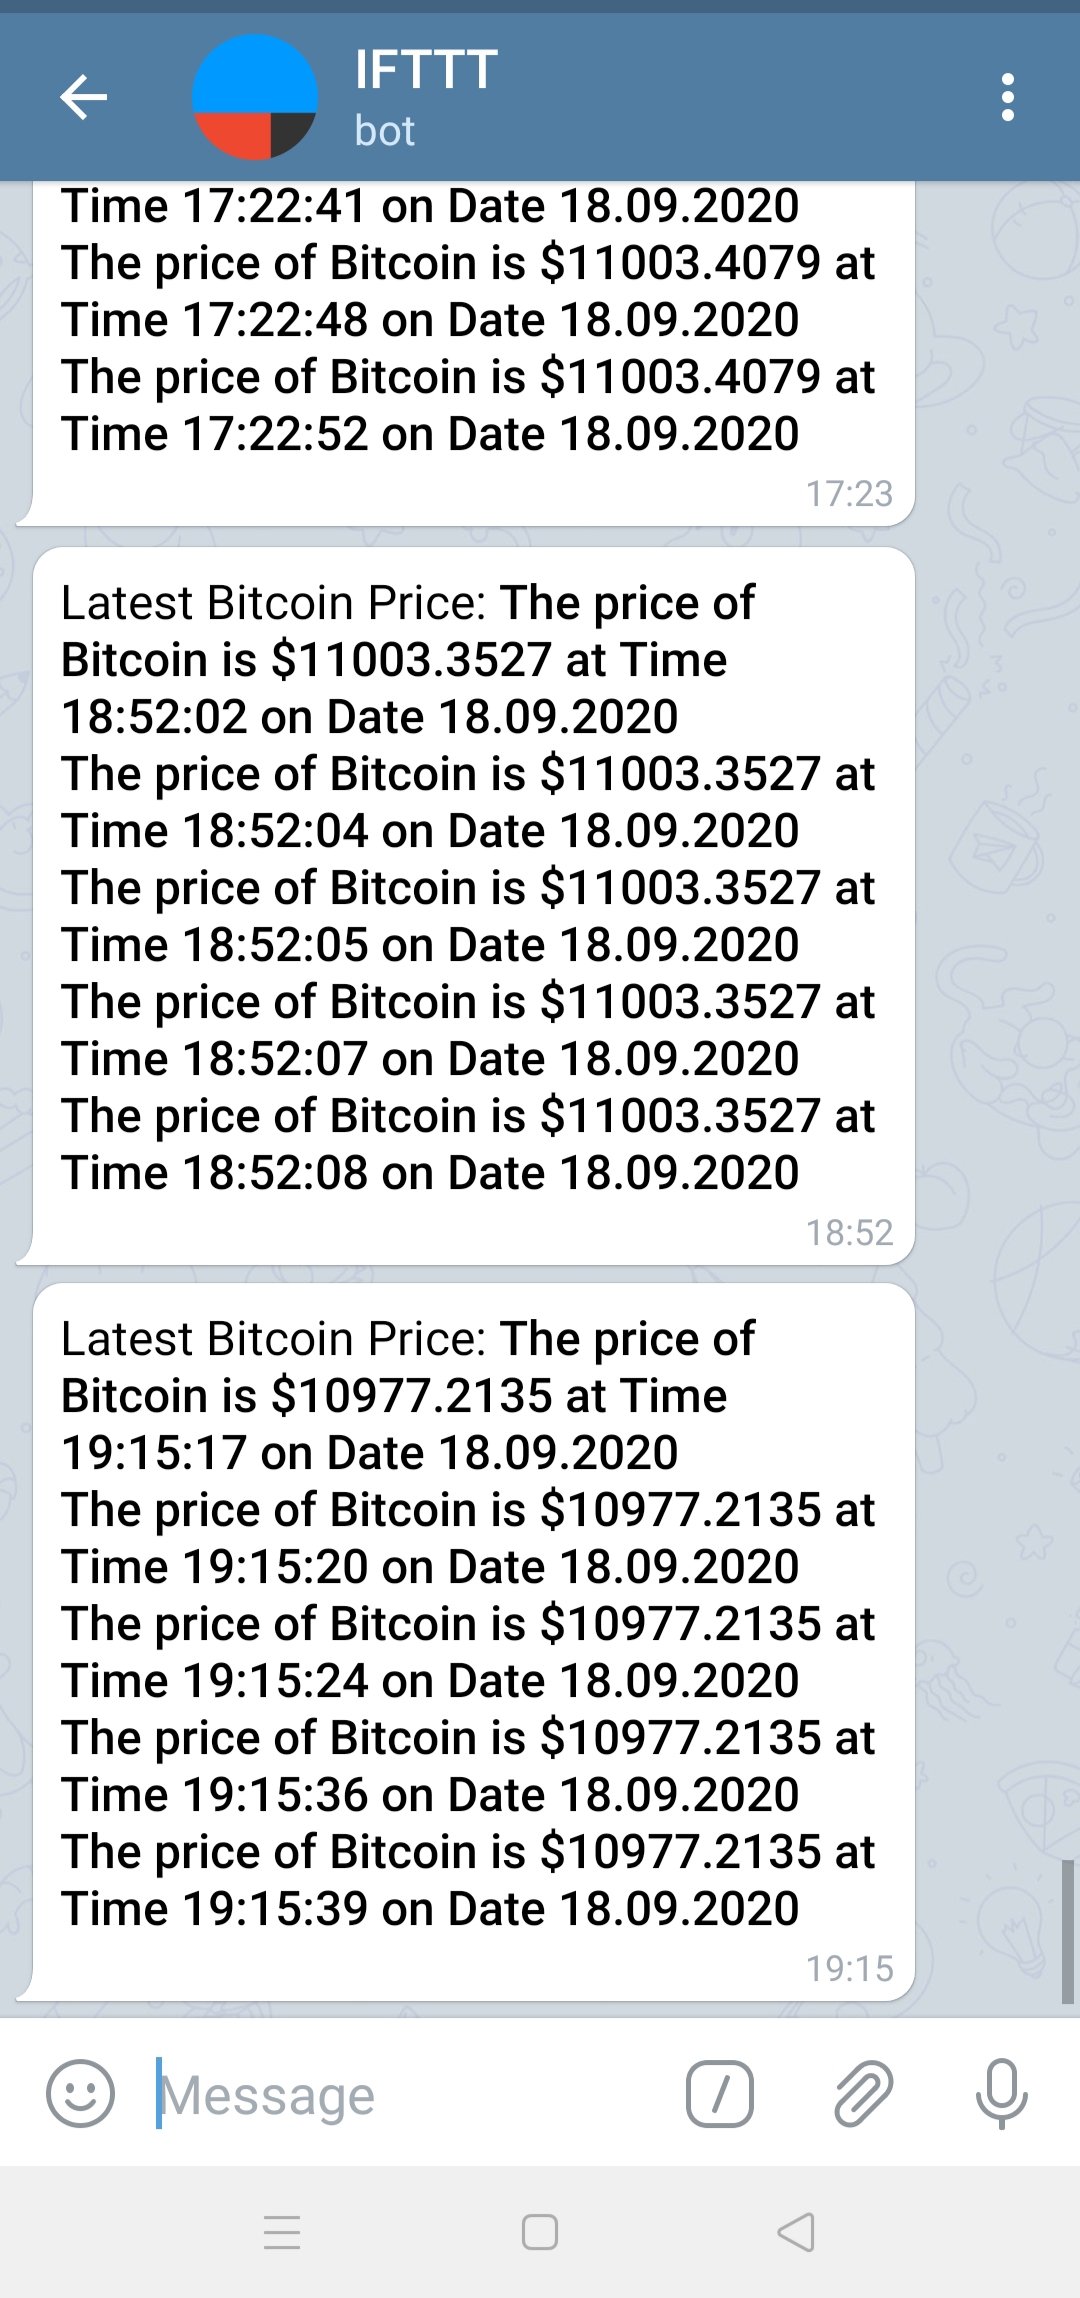 IFTTT
bot
Time 17:22:41 on Date 18.09.2020
The price of Bitcoin is $11003.4079 at
Time 17:22:48 on Date 18.09.2020
The price of Bitcoin is $11003.4079 at
Time 17:22:52 on Date 18.09.2020
17:23
Latest Bitcoin Price: The price of
Bitcoin is $11003.3527 at Time
18:52:02 on Date 18.09.2020
The price of Bitcoin is $11003.3527 at
Time 18:52:04 on Date 18.09.2020
The price of Bitcoin is $11003.3527 at
Time 18:52:05 on Date 18.09.2020
The price of Bitcoin is $11003.3527 at
Time 18:52:07 on Date 18.09.2020
The price of Bitcoin is $11003.3527 at
Time 18:52:08 on Date 18.09.2020
18:52
Latest Bitcoin Price: The price of
Bitcoin is $10977.2135 at Time
19:15:17 on Date 18.09.2020
The price of Bitcoin is $10977.2135 at
Time 19:15:20 on Date 18.09.2020
The price of Bitcoin is $10977.2135 at
Time 19:15:24 on Date 18.09.2020
The price of Bitcoin is $10977.2135 at
Time 19:15:36 on Date 18.09.2020
The price of Bitcoin is $10977.2135 at
Time 19:15:39 on Date 18.09.2020
19:15
Message